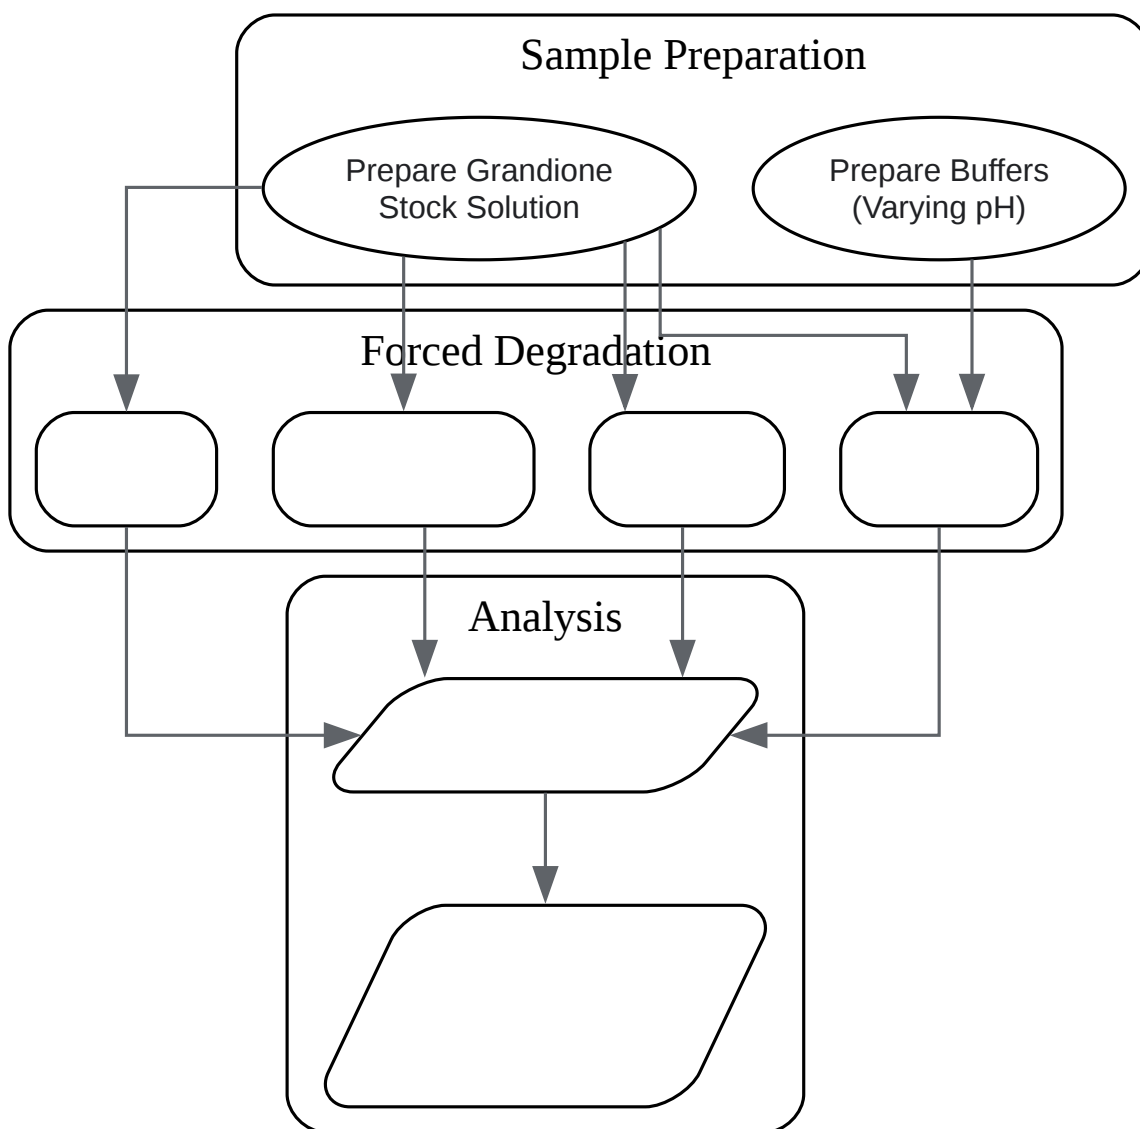 Sample Preparation
Prepare Grandione
Stock Solution
Prepare Buffers
(Varying pH)
Forced Degradation
Analysis